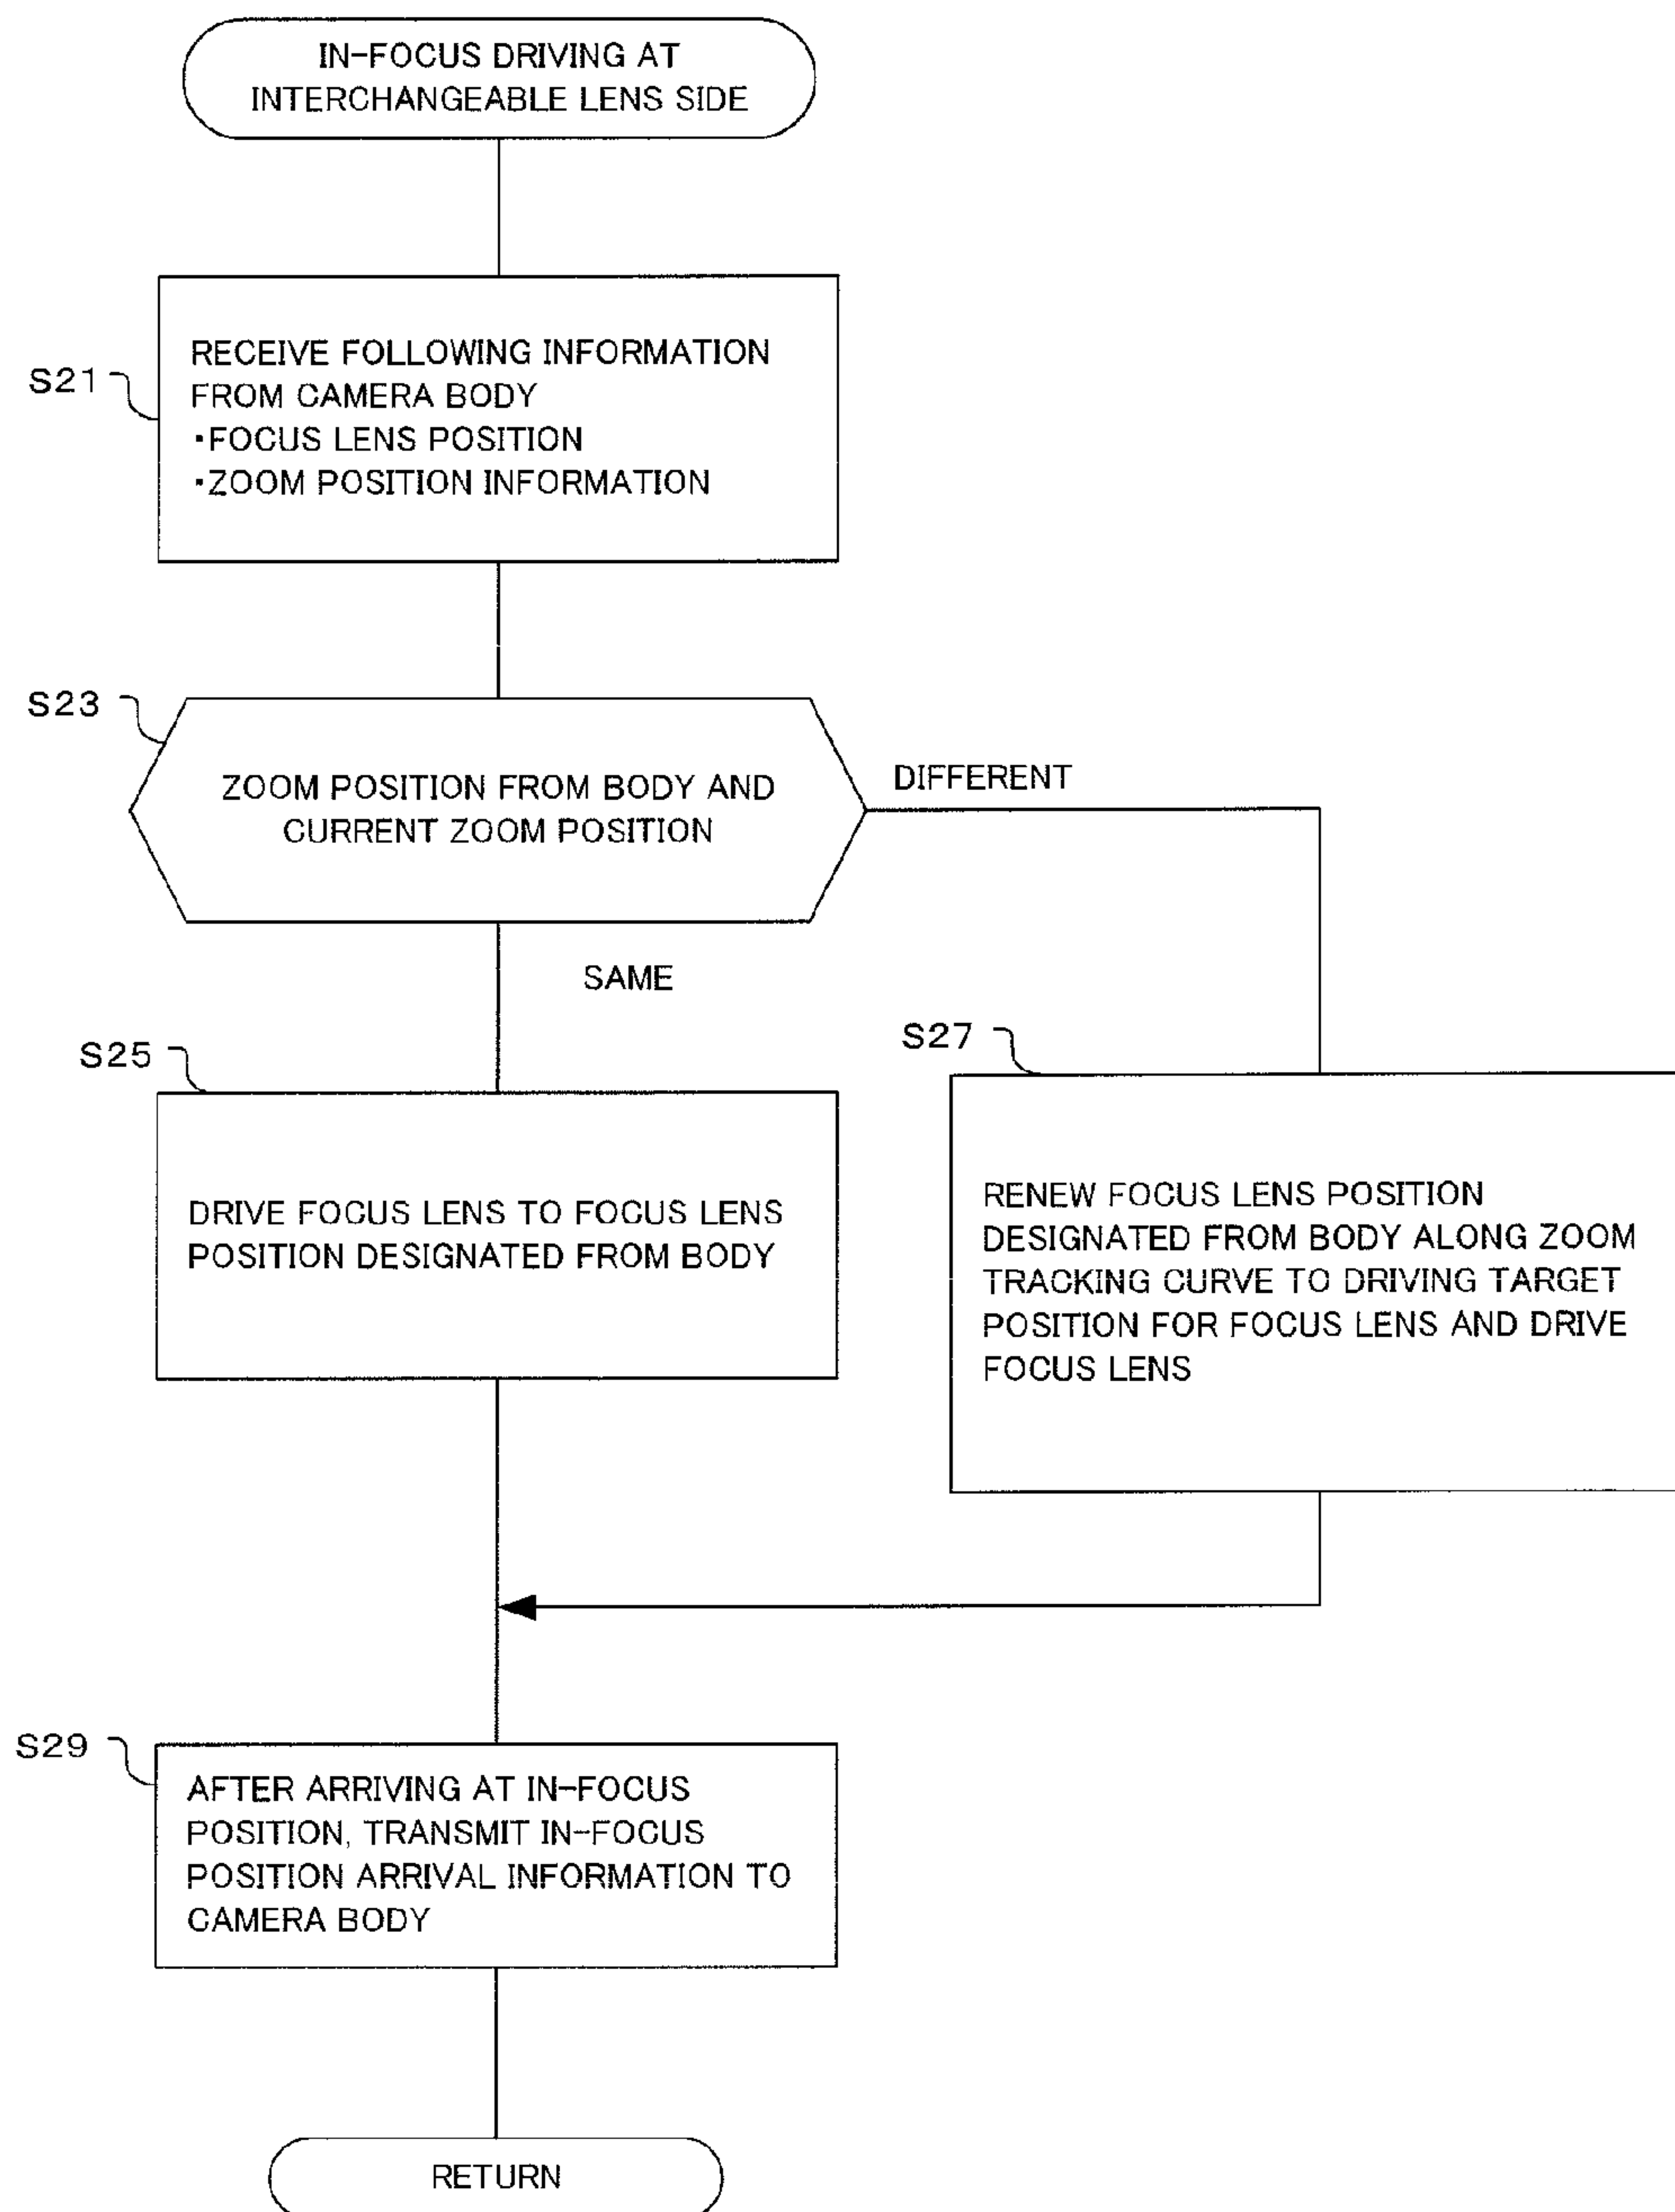 IN-FOCUS DRIVING AT
INTERCHANGEABLE LENS SIDE
S21
RECEIVE FOLLOWING INFORMATION
FROM CAMERA BODY
・FOCUS LENS POSITION
・ZOOM POSITION INFORMATION
S23
ZOOM POSITION FROM BODY AND
CURRENT ZOOM POSITION
DIFFERENT
SAME
S25
DRIVE FOCUS LENS TO FOCUS LENS
POSITION DESIGNATED FROM BODY
S27
RENEW FOCUS LENS POSITION
DESIGNATED FROM BODY ALONG ZOOM
TRACKING CURVE TO DRIVING TARGET
POSITION FOR FOCUS LENS AND DRIVE
FOCUS LENS
S29
AFTER ARRIVING AT IN-FOCUS
POSITION, TRANSMIT IN-FOCUS
POSITION ARRIVAL INFORMATION TO
CAMERA BODY
RETURN